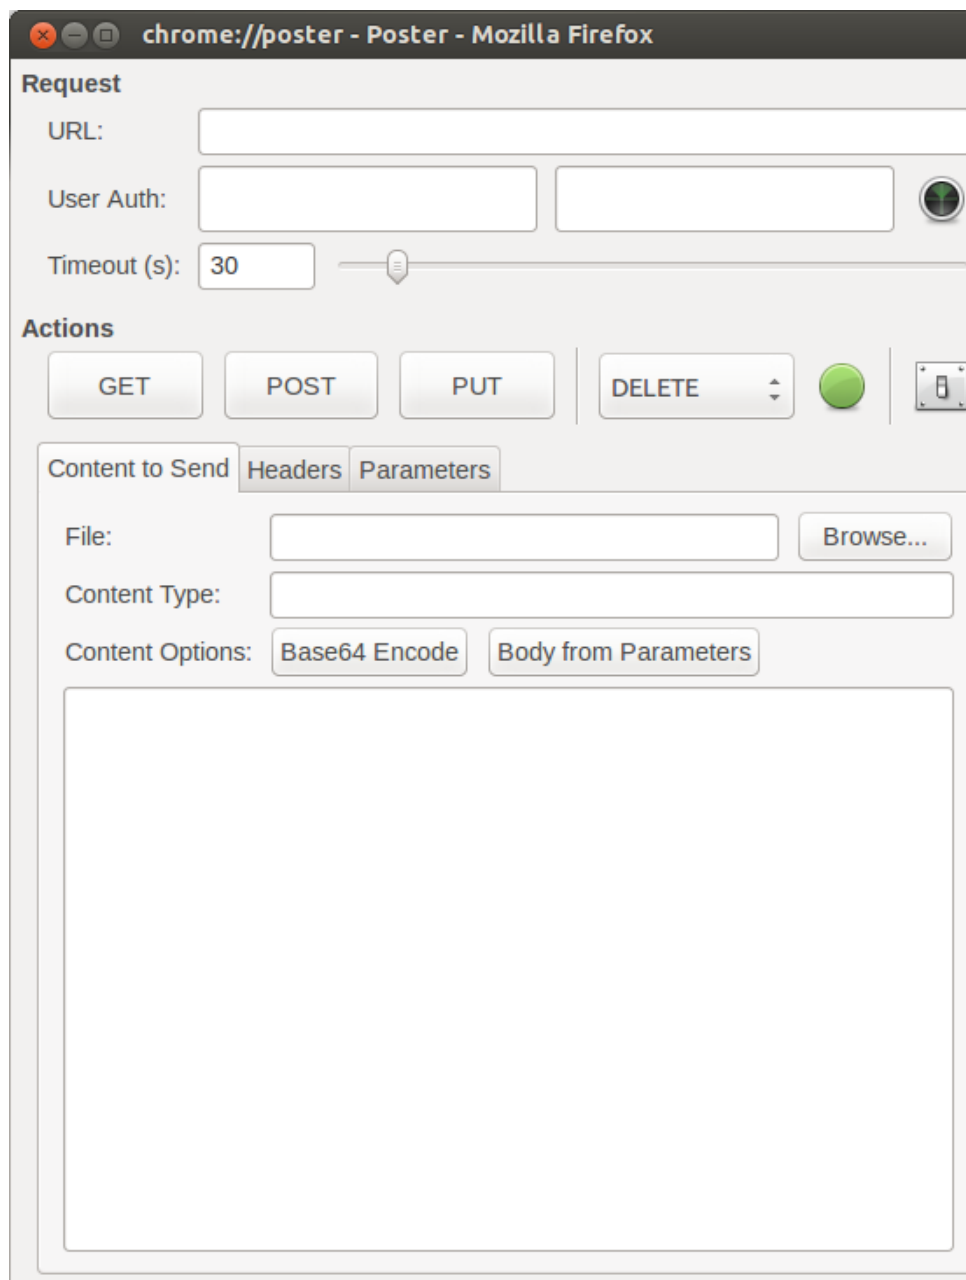 chrome://poster - Poster - Mozilla Firefox
Request
URL:
User Auth:
Timeout (s): 30
Actions
GET POST PUT DELETE
Content to Send Headers Parameters
File: Browse...
Content Type:
Content Options: Base64 Encode Body from Parameters